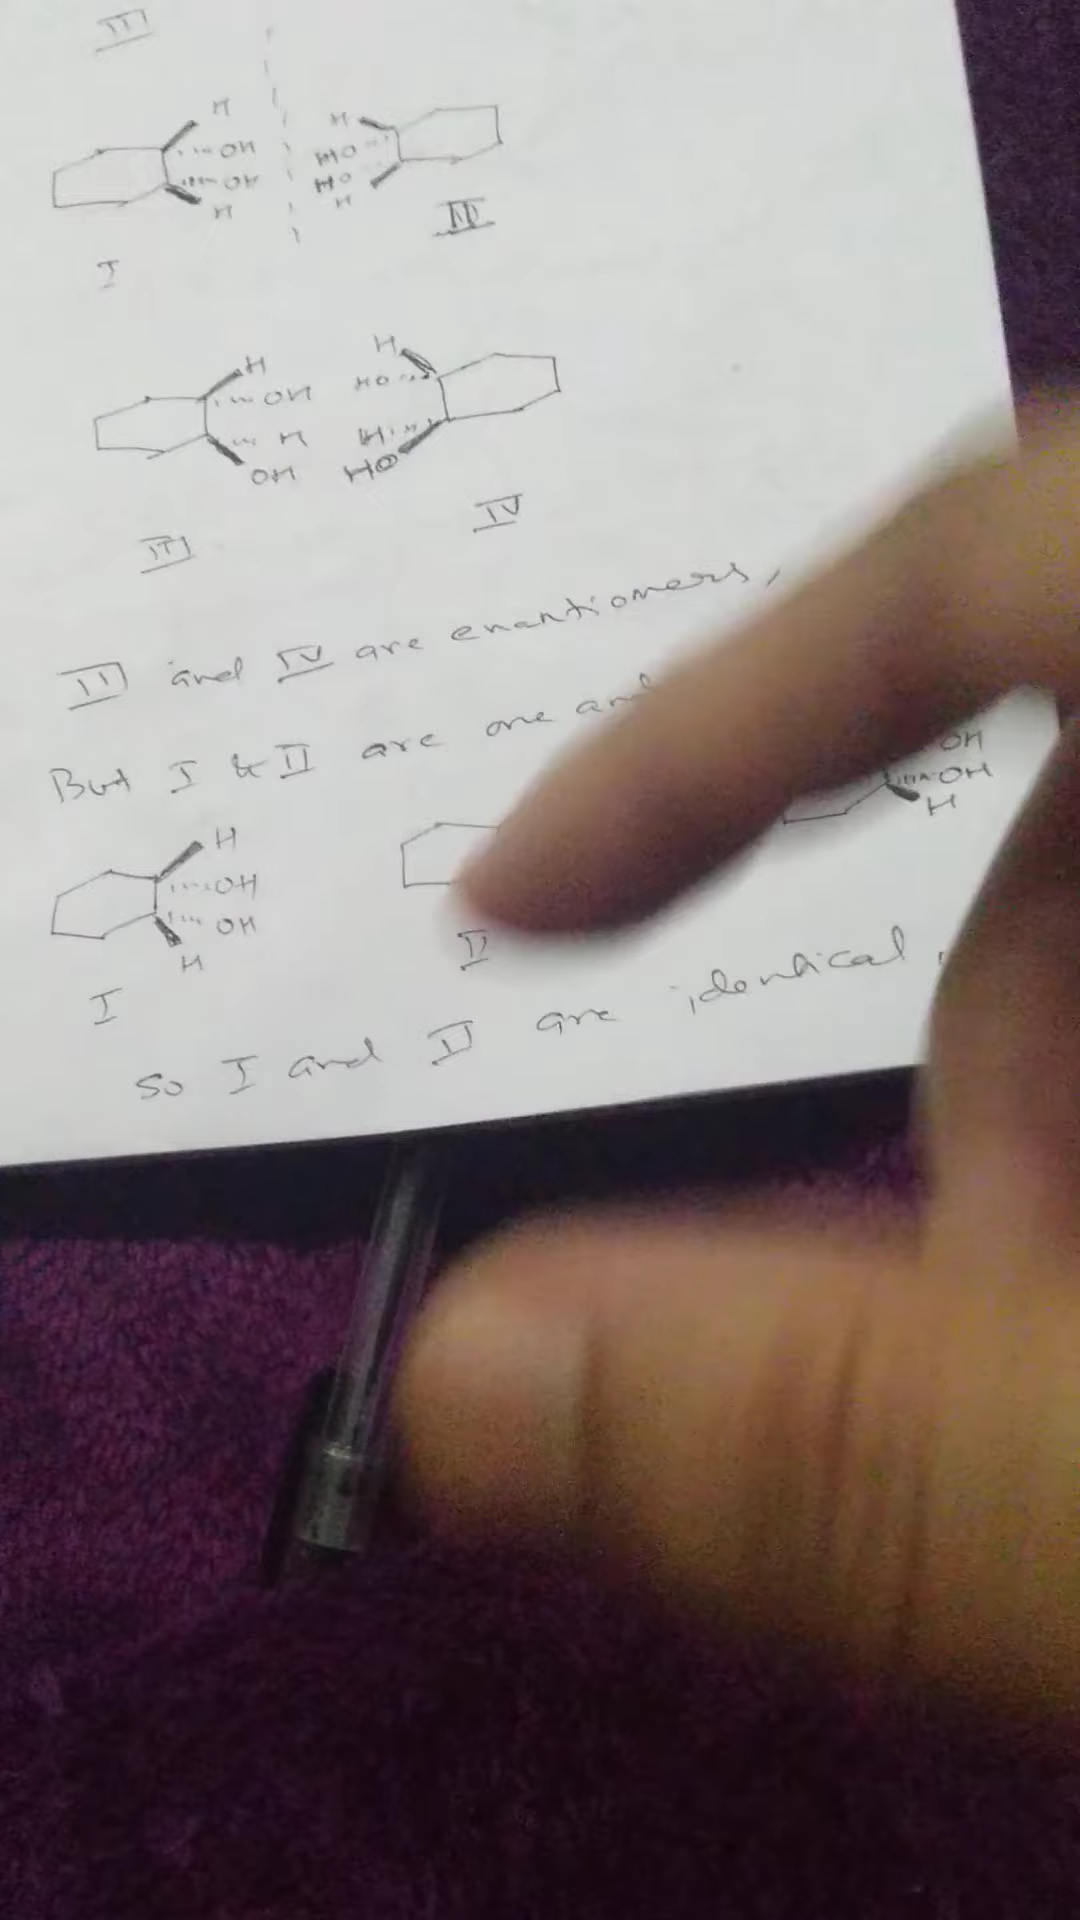 III
H
OH
OH
H
H
HO
HO
H
I
II
H
OH
H
OH
H
HO
H
HO
III
IV
III and IV are enantiomers,
But I & II are one
H
OH
OH
H
OH
OH
H
I
II
So I and II are identical,